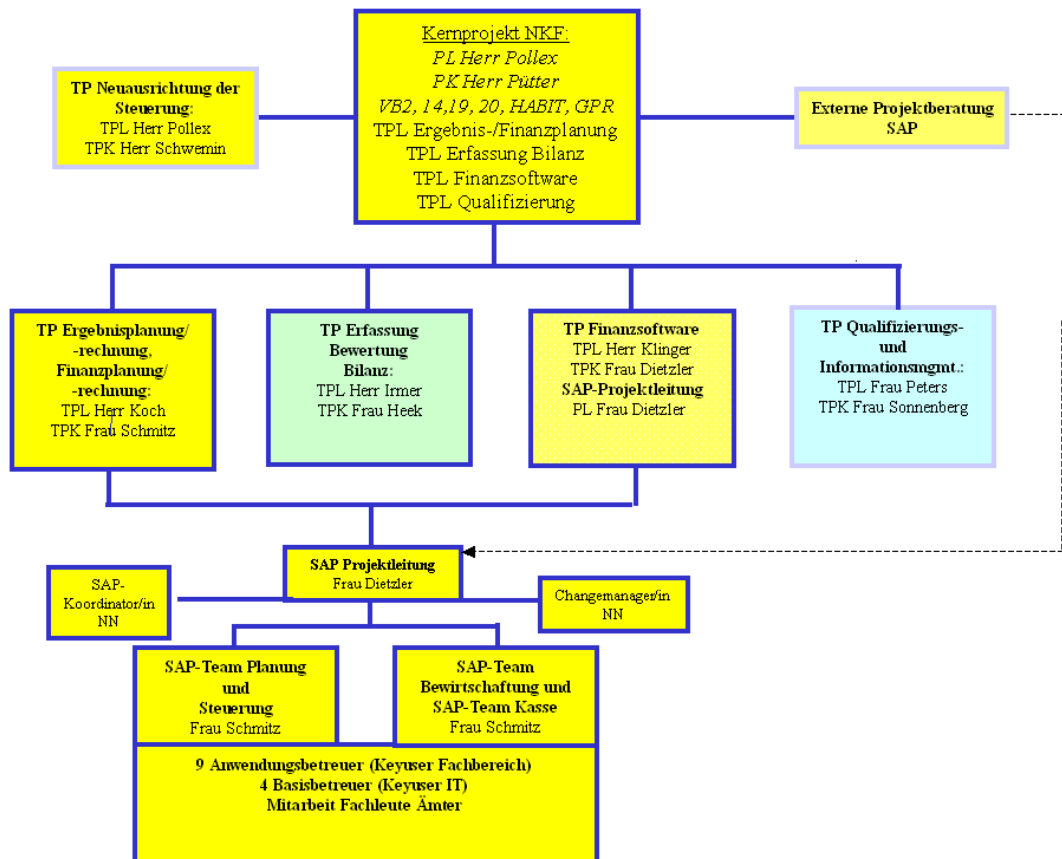 Kernprojekt NKF:
PL Herr Pollex
PK Herr Pütter
VB2, 14,19, 20, HABIT, GPR
TPL Ergebnis-/Finanzplanung
TPL Erfassung Bilanz
TPL Finanzsoftware
TPL Qualifizierung
TP Neuausrichtung der
Steuerung:
TPL Herr Pollex
TPK Herr Schwemin
Externe Projektberatung
SAP
TP Ergebnisplanung/
-rechnung,
Finanzplanung/
-rechnung:
TPL Herr Koch
TPK Frau Schmitz
TP Erfassung
Bewertung
Bilanz:
TPL Herr Irmer
TPK Frau Heek
TP Finanzsoftware
TPL Herr Klinger
TPK Frau Dietzler
SAP-Projektleitung
PL Frau Dietzler
TP Qualifizierungs-
und
Informationsmgmt.:
TPL Frau Peters
TPK Frau Sonnenberg
SAP Projektleitung
Frau Dietzler
SAP-
Koordinator/in
NN
Changemanager/in
NN
SAP-Team Planung
und
Steuerung
Frau Schmitz
SAP-Team
Bewirtschaftung und
SAP-Team Kasse
Frau Schmitz
9 Anwendungsbetreuer (Keyuser Fachbereich)
4 Basisbetreuer (Keyuser IT)
Mitarbeit Fachleute Ämter